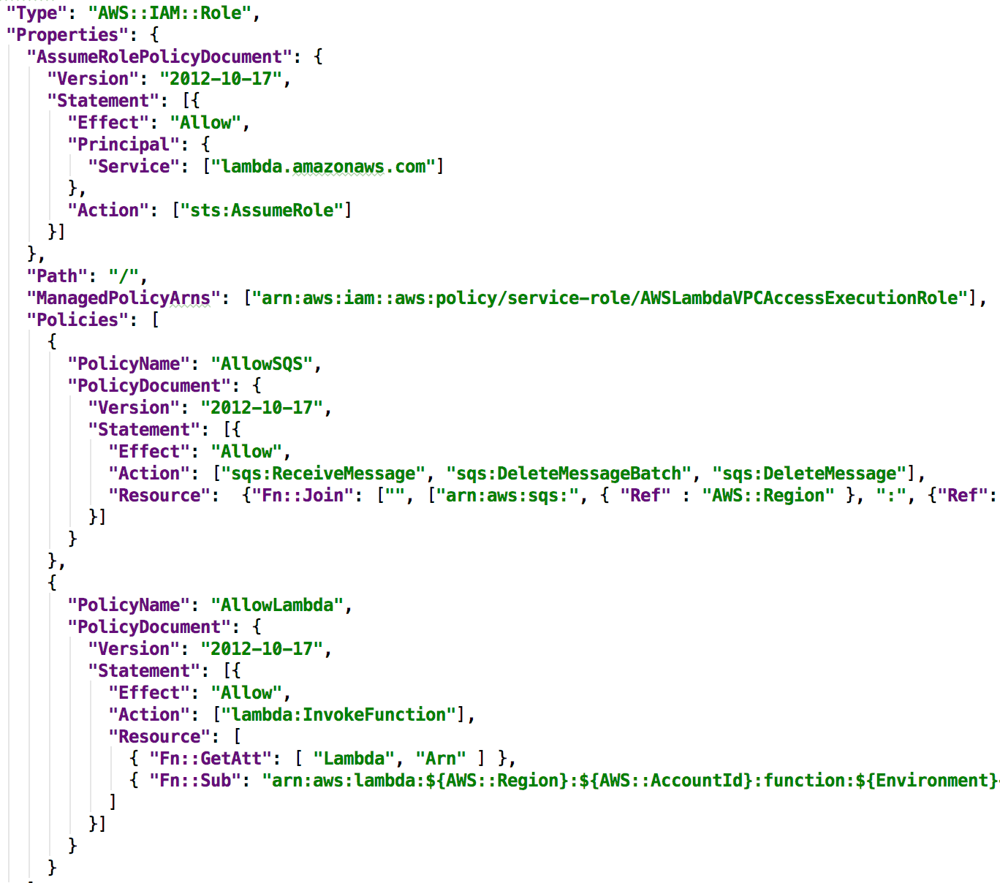 "Type": "AWS::IAM::Role",
"Properties": {
  "AssumeRolePolicyDocument": {
    "Version": "2012-10-17",
    "Statement": [{
      "Effect": "Allow",
      "Principal": {
        "Service": ["lambda.amazonaws.com"]
      },
      "Action": ["sts:AssumeRole"]
    }]
  },
  "Path": "/",
  "ManagedPolicyArns": ["arn:aws:iam::aws:policy/service-role/AWSLambdaVPCAccessExecutionRole"],
  "Policies": [
    {
      "PolicyName": "AllowSQS",
      "PolicyDocument": {
        "Version": "2012-10-17",
        "Statement": [{
          "Effect": "Allow",
          "Action": ["sqs:ReceiveMessage", "sqs:DeleteMessageBatch", "sqs:DeleteMessage"],
          "Resource":  {"Fn::Join": ["", ["arn:aws:sqs:", { "Ref" : "AWS::Region" }, ":", {"Ref":
        }]
      }
    },
    {
      "PolicyName": "AllowLambda",
      "PolicyDocument": {
        "Version": "2012-10-17",
        "Statement": [{
          "Effect": "Allow",
          "Action": ["lambda:InvokeFunction"],
          "Resource": [
            { "Fn::GetAtt": [ "Lambda", "Arn" ] },
            { "Fn::Sub": "arn:aws:lambda:${AWS::Region}:${AWS::AccountId}:function:${Environment}-
          ]
        }]
      }
    }